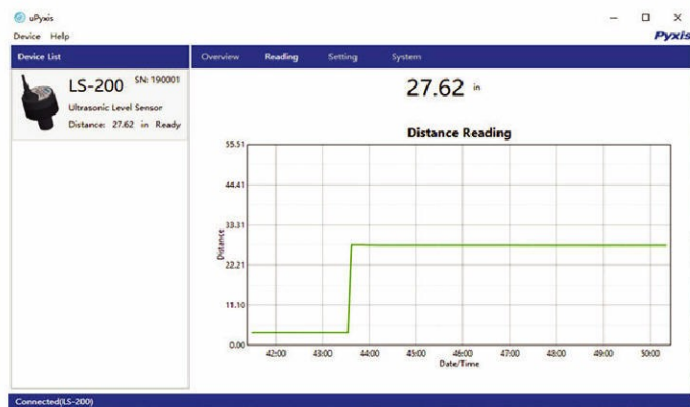 uPyxis
Device Help
Pyxis
Device List
Overview Reading Setting System
LS-200 SN: 190001
Ultrasonic Level Sensor
Distance: 27.62 in Ready
27.62 in
Distance Reading
55.51
44.41
33.31
22.21
11.10
0.00
Distance
42:00 43:00 44:00 45:00 46:00 47:00 48:00 49:00 50:00
Date/Time
Connected(LS-200)